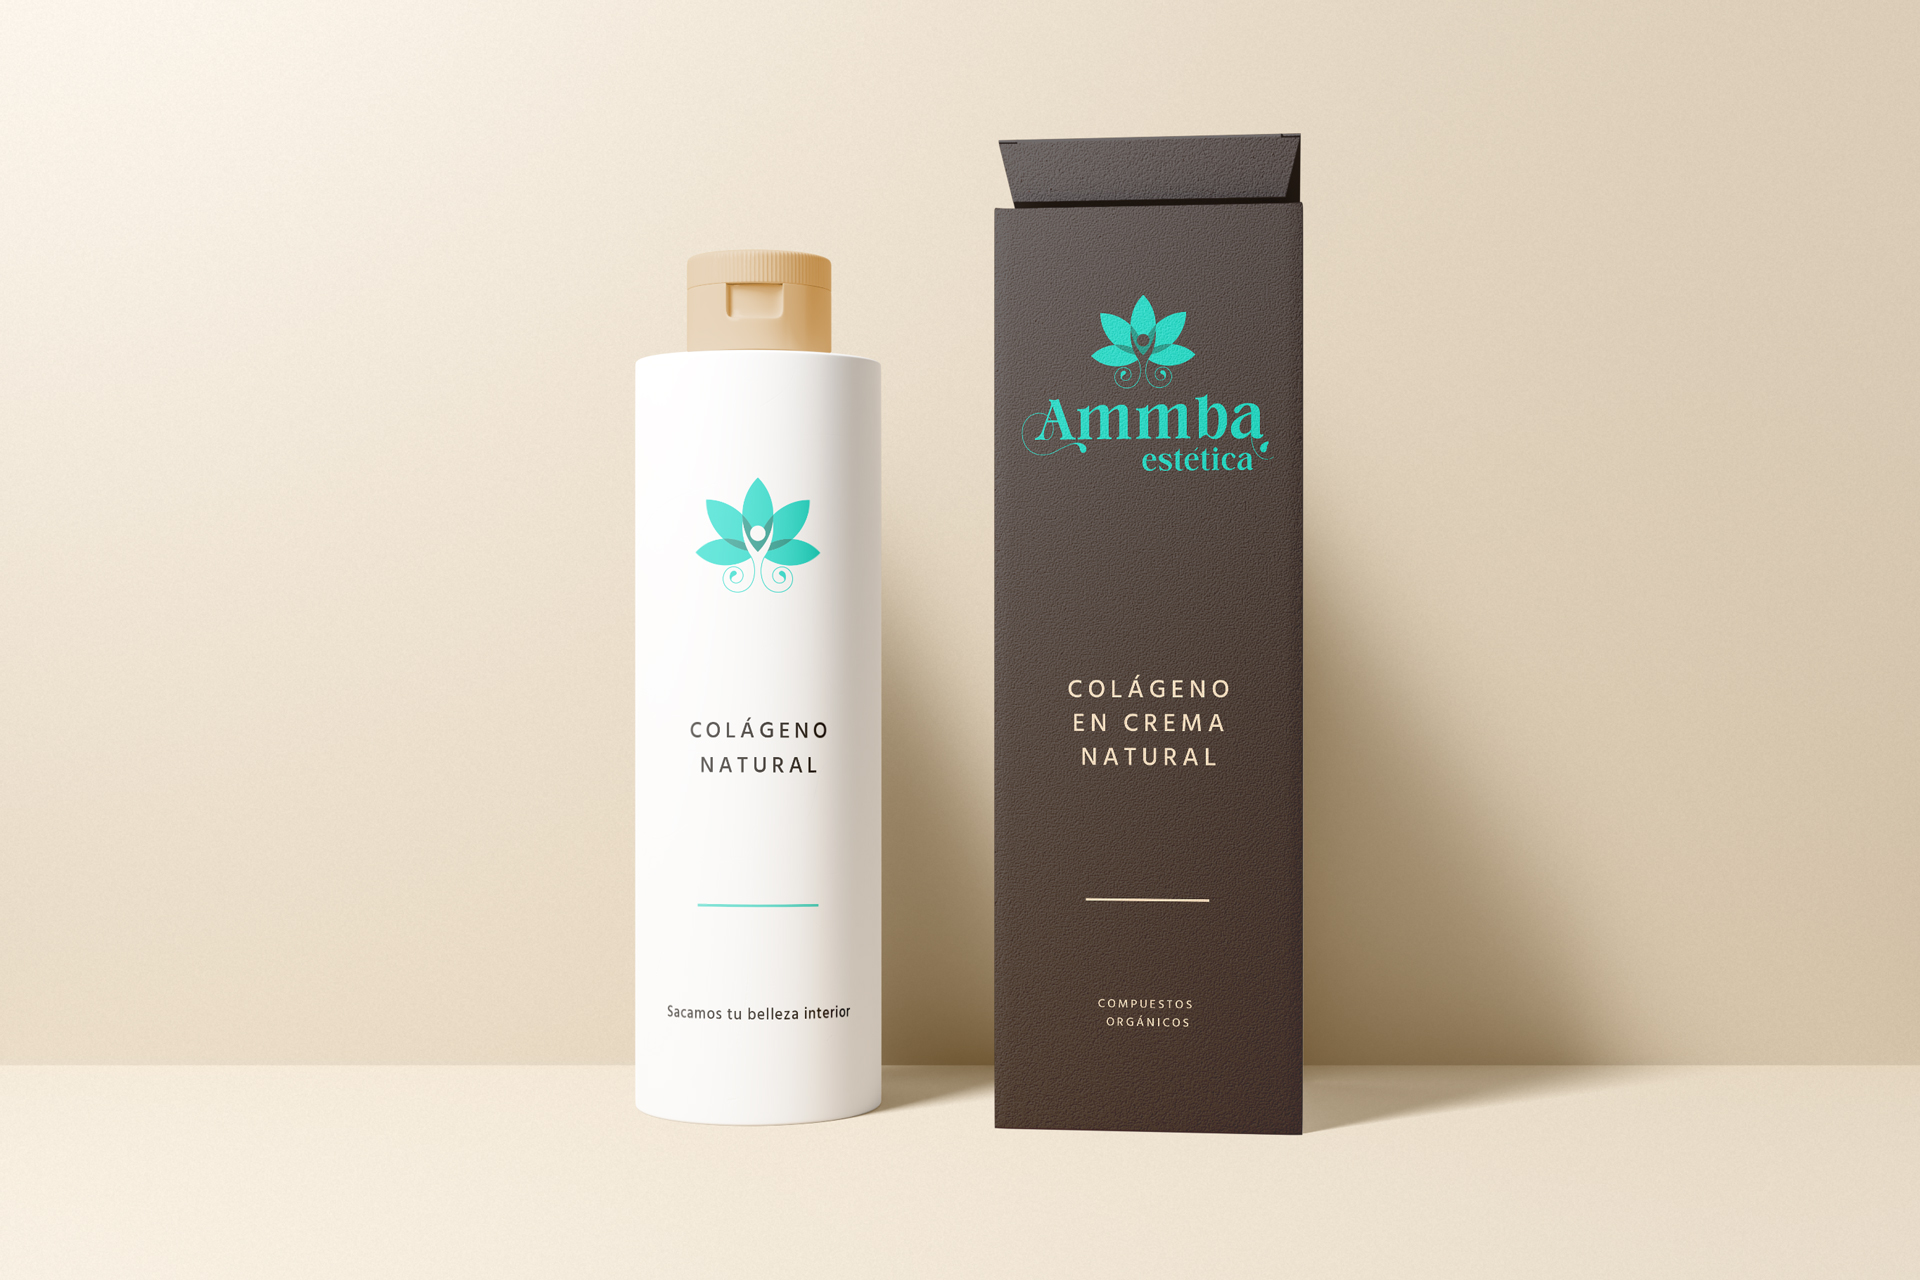 COLÁGENO
NATURAL
Sacamos tu belleza interior
Ammba
estética
COLÁGENO
EN CREMA
NATURAL
COMPUESTOS
ORGÁNICOS